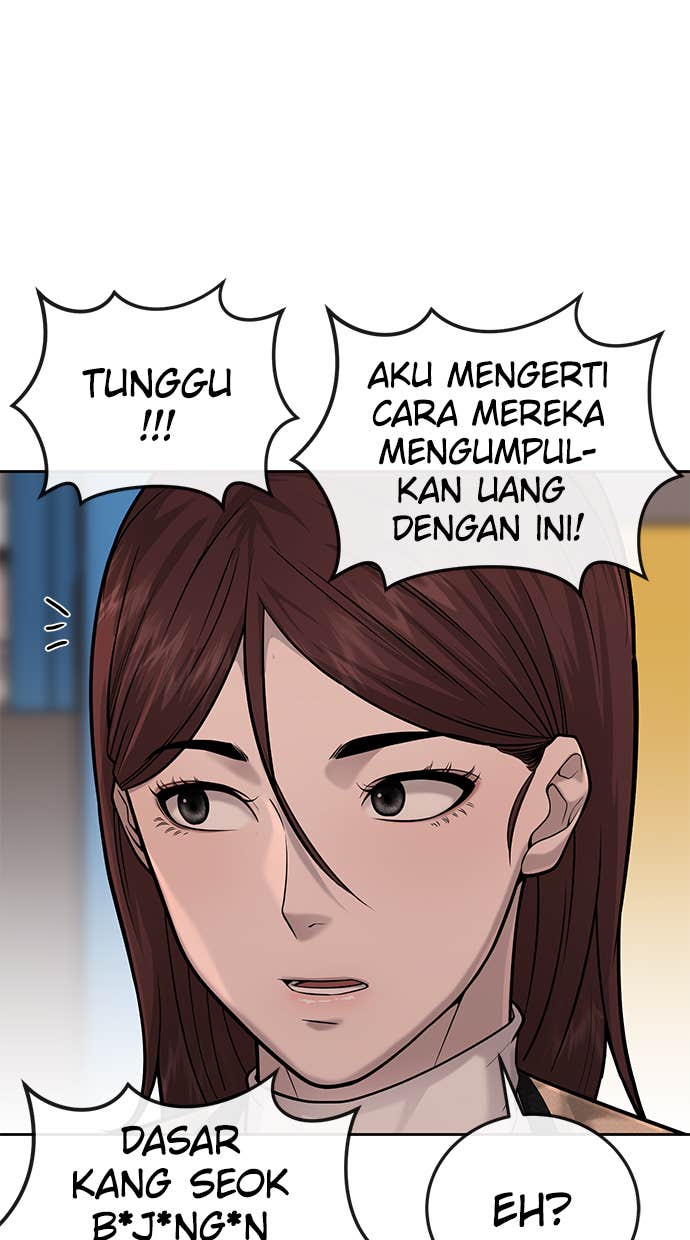 TUNGGU
!!!
AKU MENGERTI
CARA MEREKA
MENGUMPUL-
KAN UANG
DENGAN INI!
DASAR
KANG SEOK
B*J*NG*N
EH?